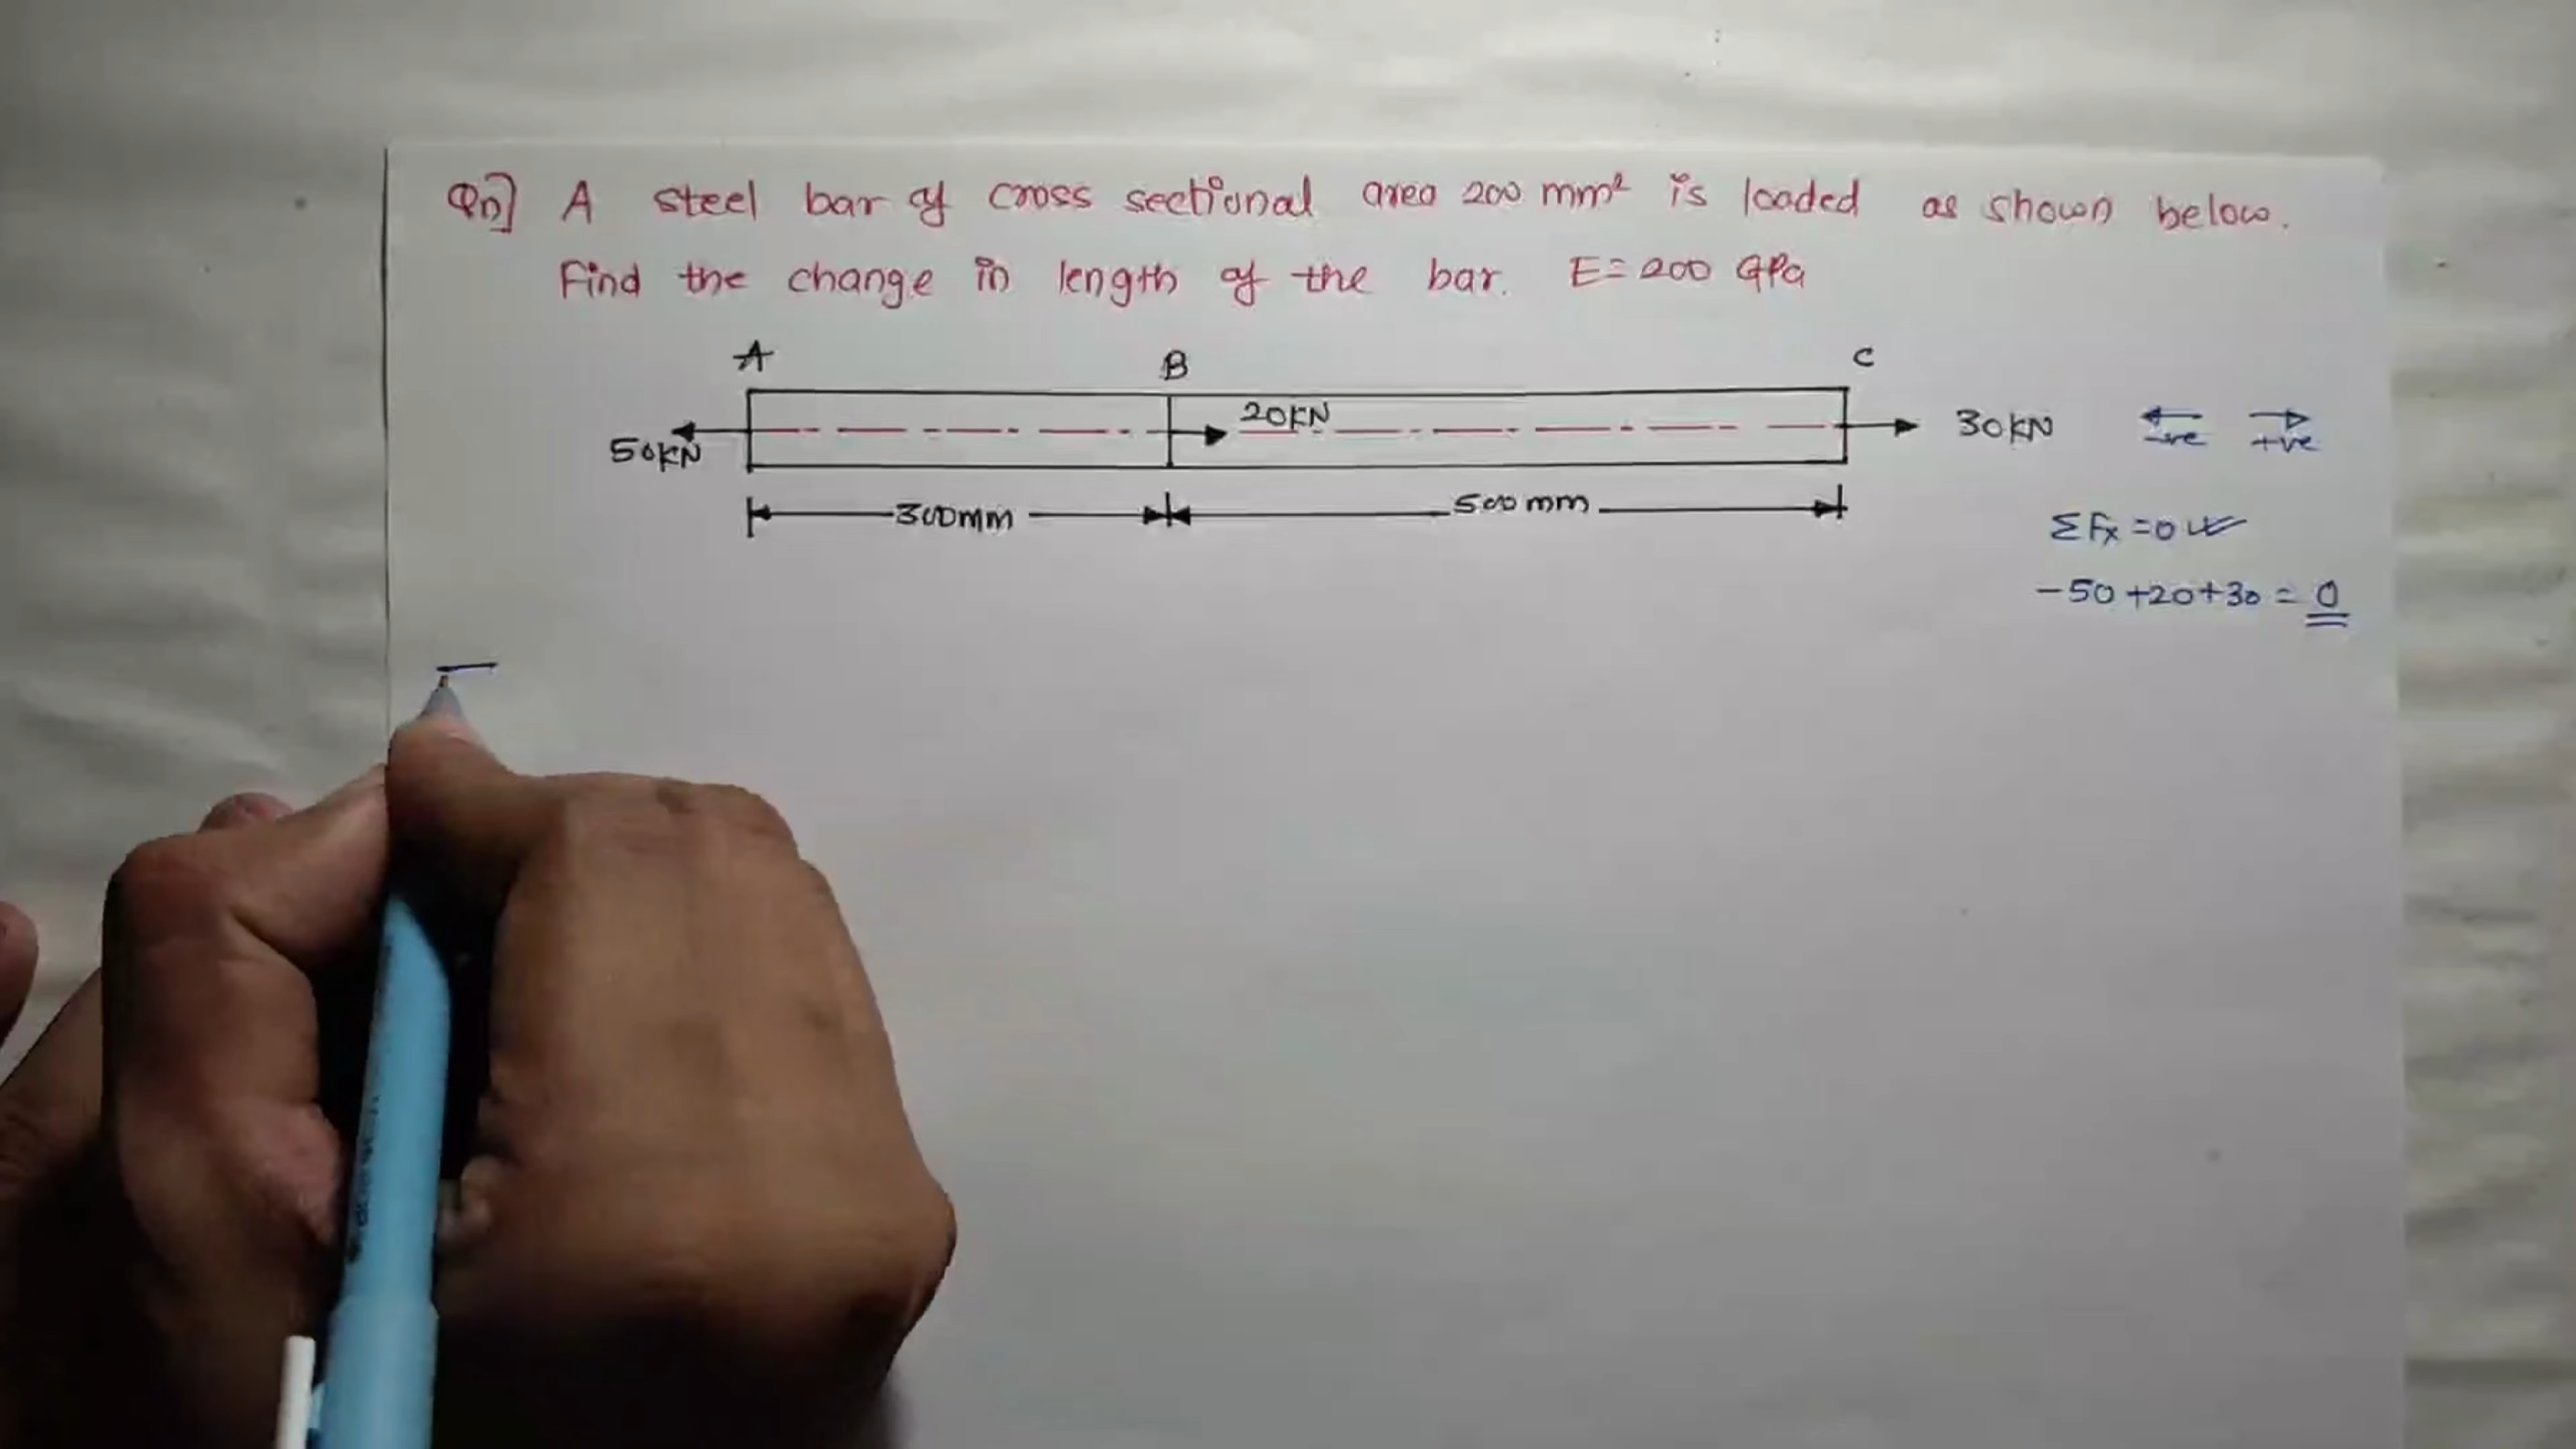 Qn] A steel bar of cross sectional area 200 mm² is loaded as shown below.
Find the change in length of the bar. E=200 GPa
A B C
50KN 20KN 30KN -ve +ve
300mm 500mm
ΣFx =0
-50+20+30 = 0